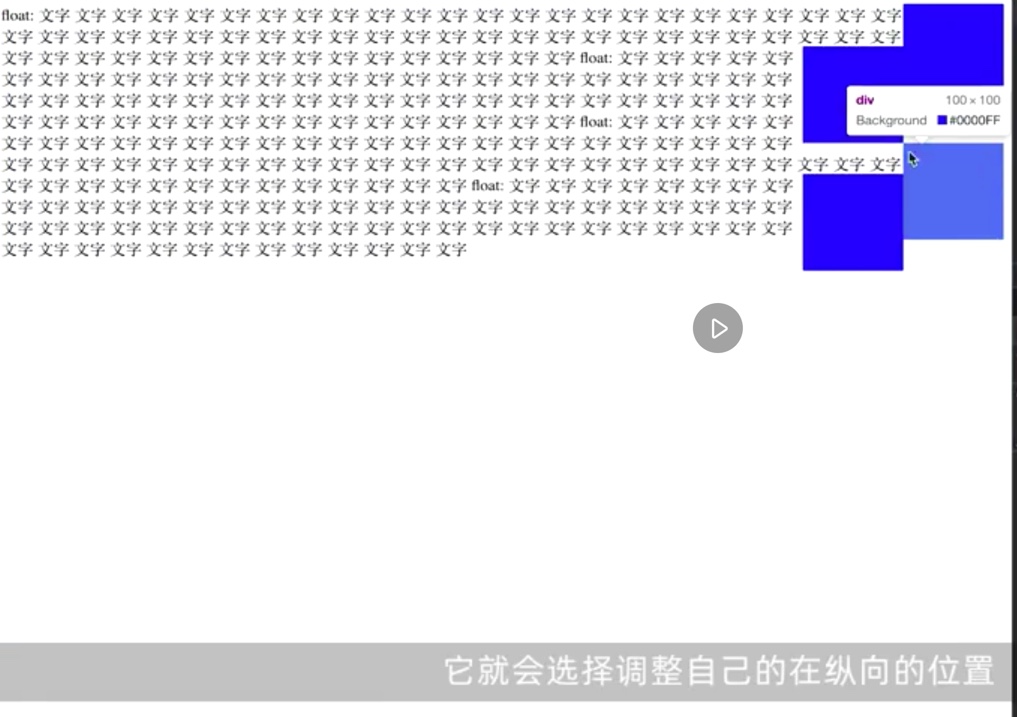 float: 文字 文字 文字 文字 文字 文字 文字 文字 文字 文字 文字 文字 文字 文字 文字 文字 文字 文字 文字 文字 文字 文字 文字 文字
文字 文字 文字 文字 文字 文字 文字 文字 文字 文字 文字 文字 文字 文字 文字 文字 文字 文字 文字 文字 文字 文字 文字 文字 文字
文字 文字 文字 文字 文字 文字 文字 文字 文字 文字 文字 文字 文字 文字 文字 文字 float: 文字 文字 文字 文字 文字
文字 文字 文字 文字 文字 文字 文字 文字 文字 文字 文字 文字 文字 文字 文字 文字 文字 文字 文字 文字 文字 文字
文字 文字 文字 文字 文字 文字 文字 文字 文字 文字 文字 文字 文字 文字 文字 文字 文字 文字 文字 文字 文字 文字
文字 文字 文字 文字 文字 文字 文字 文字 文字 文字 文字 文字 文字 文字 文字 文字 float: 文字 文字 文字 文字 文字
文字 文字 文字 文字 文字 文字 文字 文字 文字 文字 文字 文字 文字 文字 文字 文字 文字 文字 文字 文字 文字 文字
文字 文字 文字 文字 文字 文字 文字 文字 文字 文字 文字 文字 文字 文字 文字 文字 文字 文字 文字 文字 文字 文字 文字 文字 文字
文字 文字 文字 文字 文字 文字 文字 文字 文字 文字 文字 文字 文字 float: 文字 文字 文字 文字 文字 文字 文字 文字
文字 文字 文字 文字 文字 文字 文字 文字 文字 文字 文字 文字 文字 文字 文字 文字 文字 文字 文字 文字 文字 文字
文字 文字 文字 文字 文字 文字 文字 文字 文字 文字 文字 文字 文字 文字 文字 文字 文字 文字 文字 文字 文字 文字
文字 文字 文字 文字 文字 文字 文字 文字 文字 文字 文字 文字 文字
div 100 × 100
Background #0000FF
它就会选择调整自己的在纵向的位置